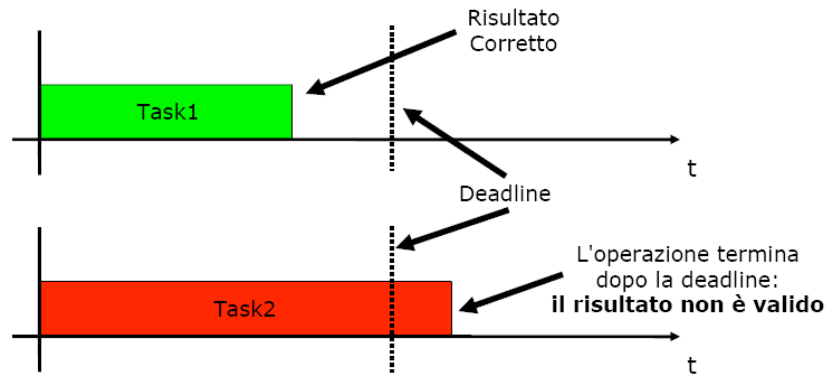 Risultato
Corretto
Task1
t
Deadline
L'operazione termina
dopo la deadline:
il risultato non è valido
Task2
t